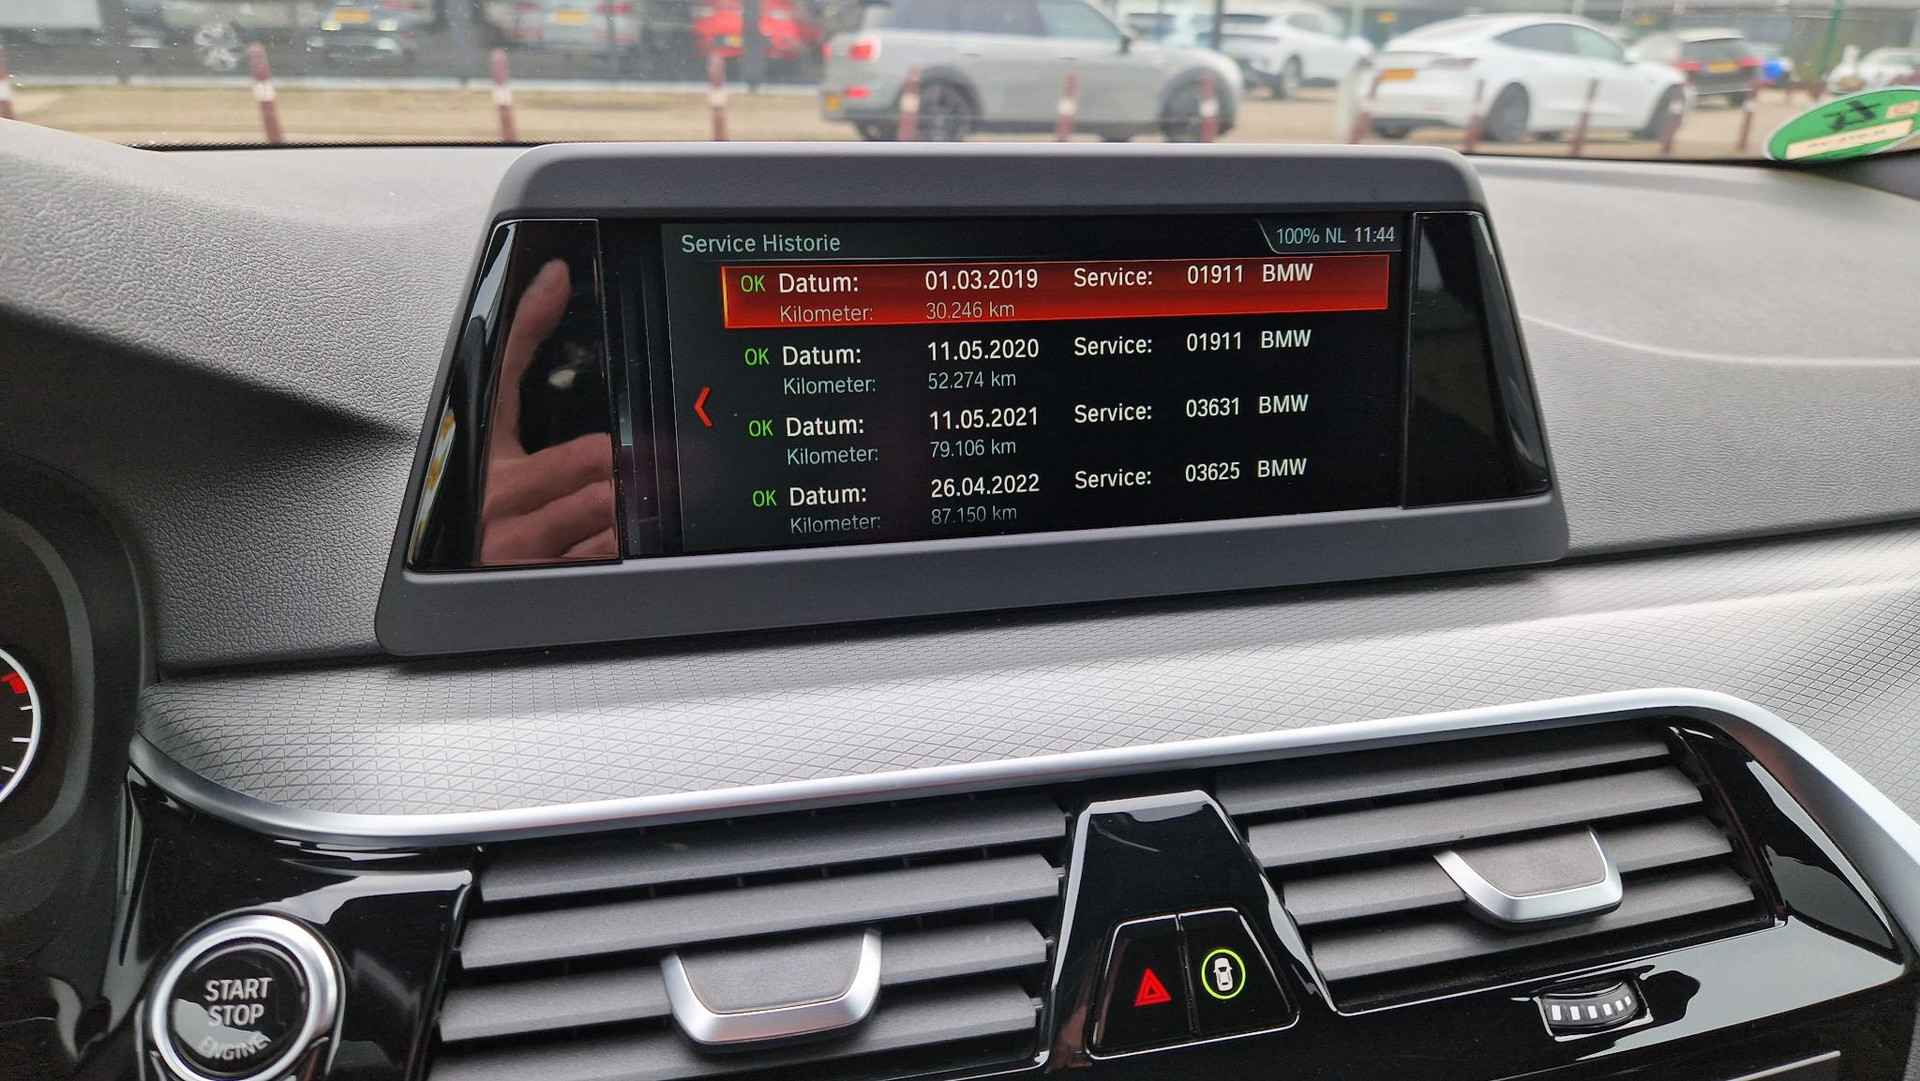 Service Historie 100% NL 11:44
OK Datum: 01.03.2019 Service: 01911 BMW
Kilometer: 30.246 km
OK Datum: 11.05.2020 Service: 01911 BMW
Kilometer: 52.274 km
OK Datum: 11.05.2021 Service: 03631 BMW
Kilometer: 79.106 km
OK Datum: 26.04.2022 Service: 03625 BMW
Kilometer: 87.150 km
START
STOP
ENGINE